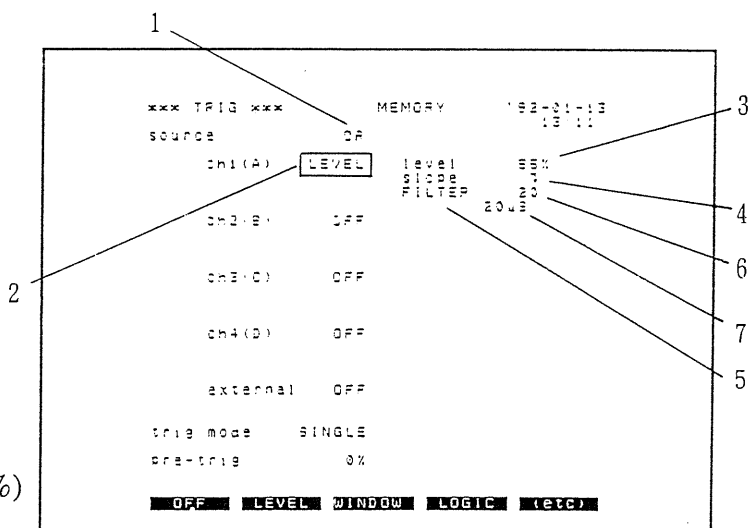 1
*** TRIG *** MEMORY '92-01-13
13:11
source OR
ch1(A) LEVEL level 55%
slope
FILTER 20
20us
ch2(B) OFF
ch3(C) OFF
ch4(D) OFF
external OFF
trig mode SINGLE
pre-trig 0%
OFF LEVEL WINDOW LOGIC (etc)
2
3
4
6
7
5
%)